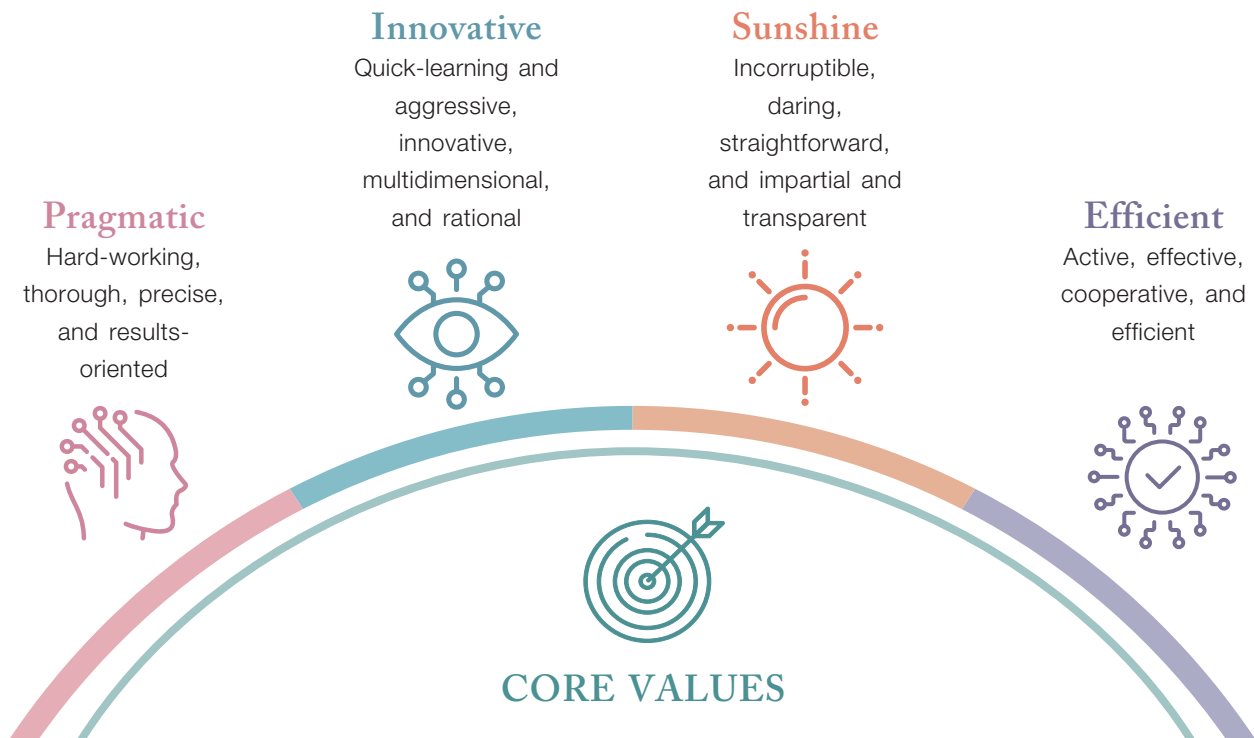 Pragmatic
Hard-working,
thorough, precise,
and results-
oriented
Innovative
Quick-learning and
aggressive,
innovative,
multidimensional,
and rational
Sunshine
Incorruptible,
daring,
straightforward,
and impartial and
transparent
Efficient
Active, effective,
cooperative, and
efficient
CORE VALUES